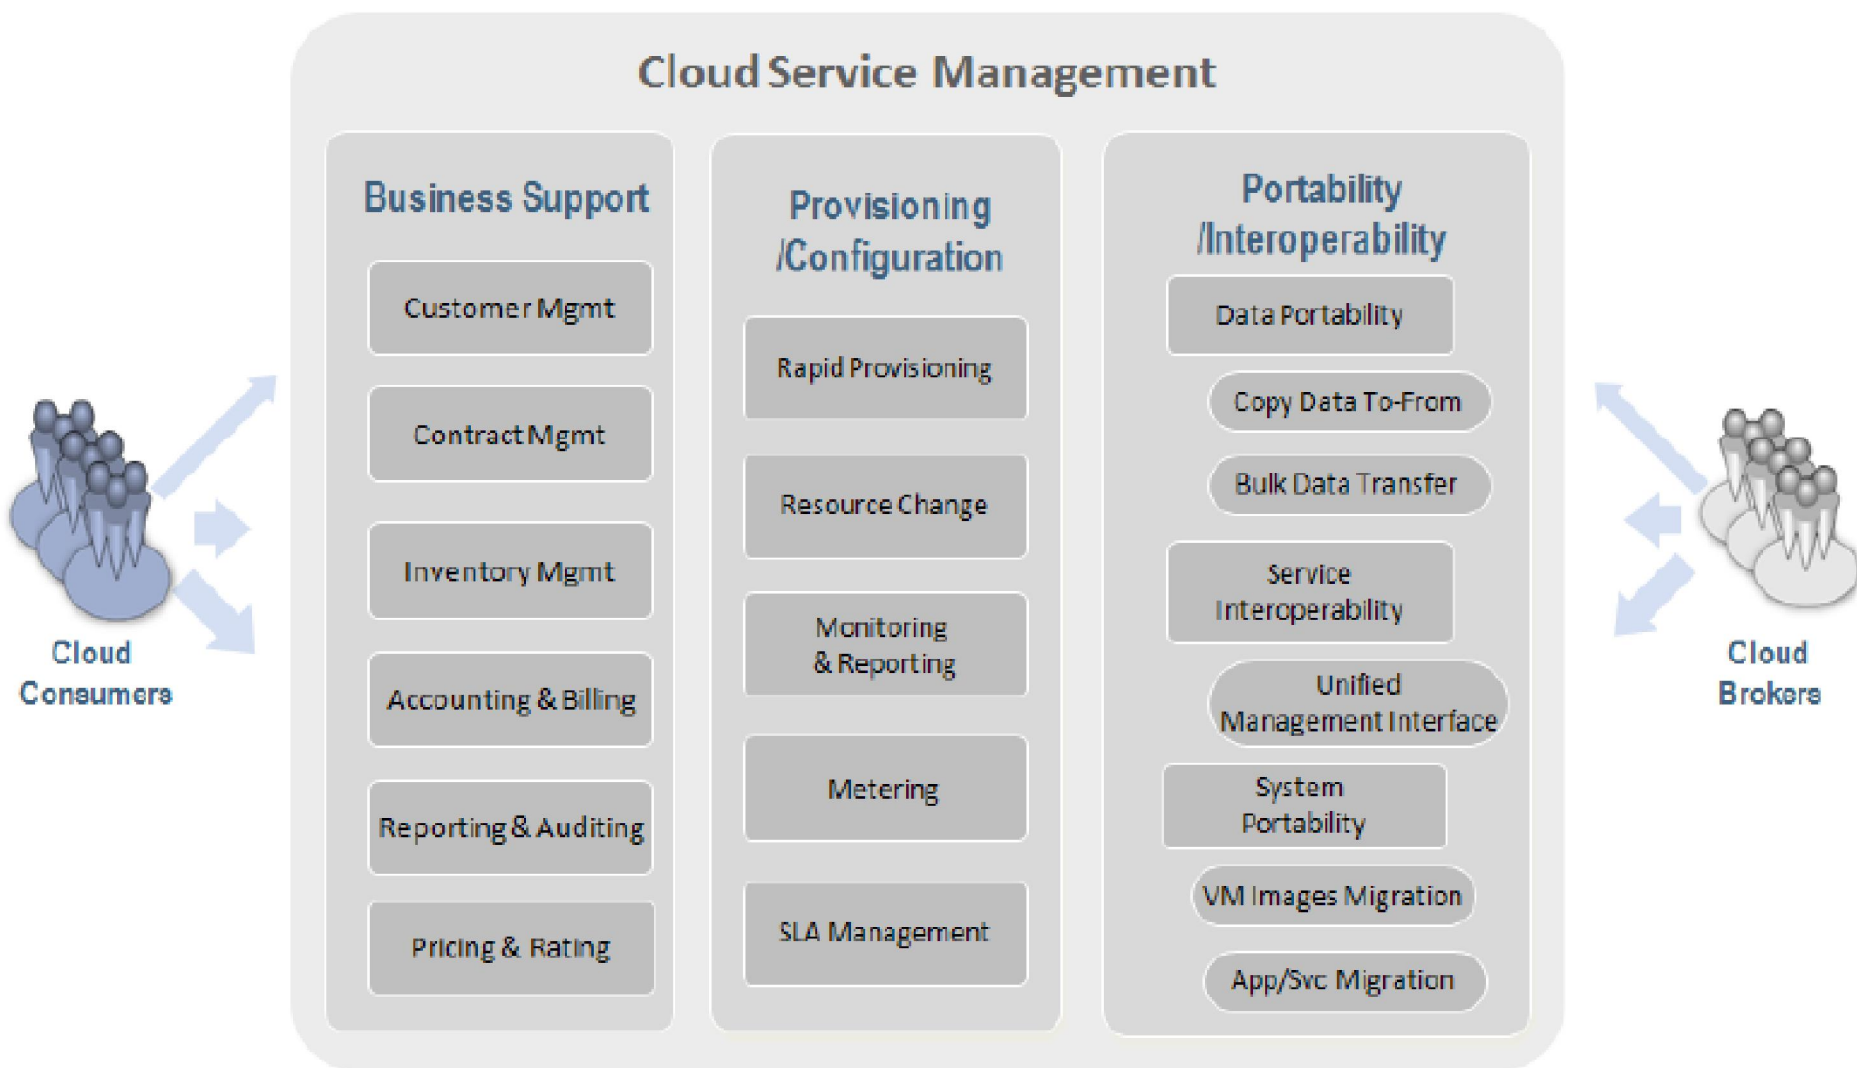 Cloud Service Management
Business Support
Customer Mgmt
Contract Mgmt
Inventory Mgmt
Accounting & Billing
Reporting & Auditing
Pricing & Rating
Provisioning
/Configuration
Rapid Provisioning
Resource Change
Monitoring
& Reporting
Metering
SLA Management
Portability
/Interoperability
Data Portability
Copy Data To-From
Bulk Data Transfer
Service
Interoperability
Unified
Management Interface
System
Portability
VM Images Migration
App/Svc Migration
Cloud
Consumers
Cloud
Brokers